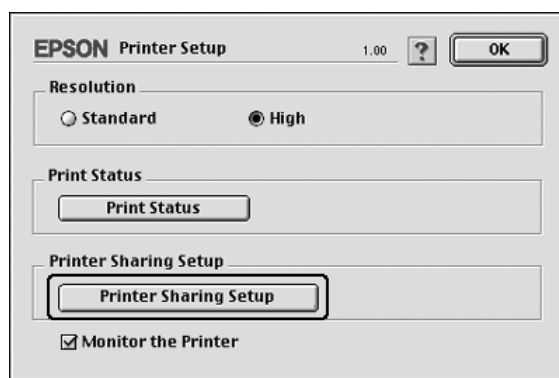 EPSON Printer Setup 1.00 ? OK
Resolution
Standard High
Print Status
Print Status
Printer Sharing Setup
Printer Sharing Setup
Monitor the Printer